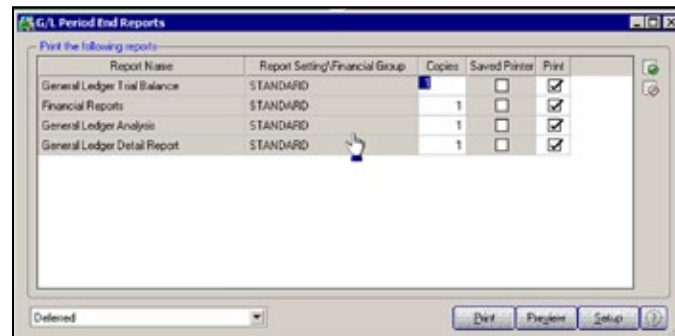 G/L Period End Reports
Print the following reports
Report Name Report Setting\Financial Group Copies Saved Printer Print
General Ledger Trial Balance STANDARD 1
Financial Reports STANDARD 1
General Ledger Analysis STANDARD 1
General Ledger Detail Report STANDARD 1
Deferred Print Preview Setup